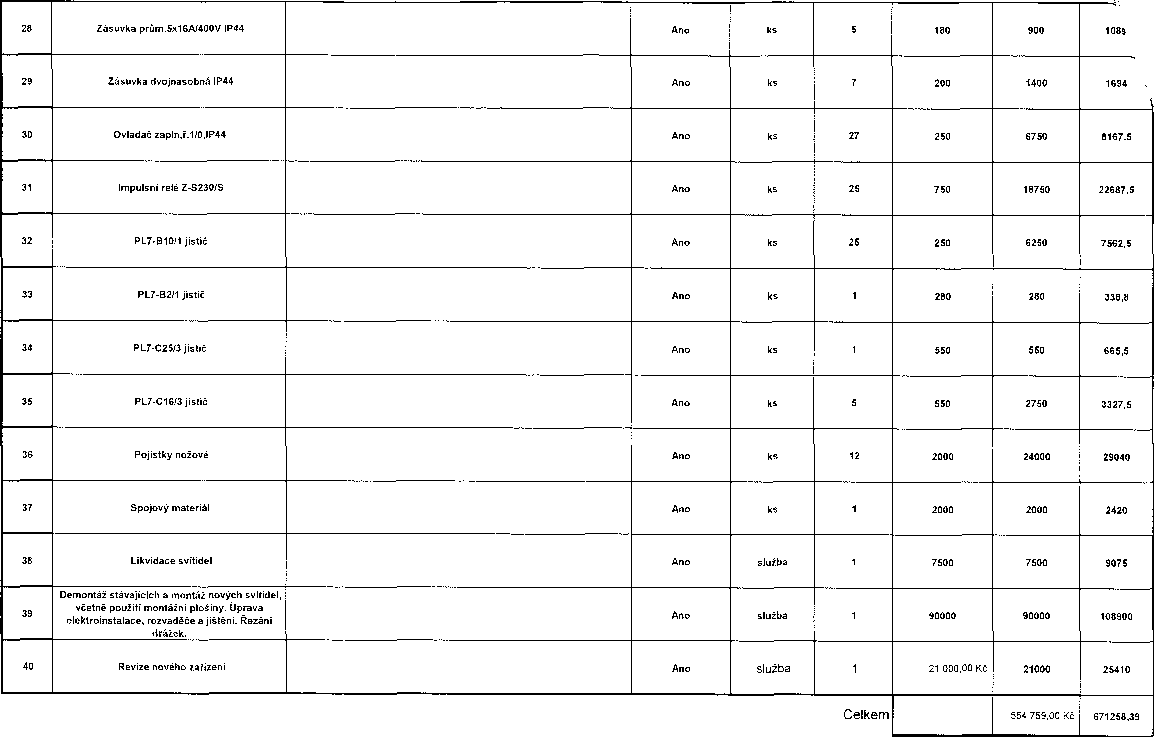 28 Zásuvka prům.5x16A/400V IP44 Ano ks 5 180 900 1089
29 Zásuvka dvojnasobná IP44 Ano ks 7 200 1400 1694
30 Ovladač zapín.ř.1/0,IP44 Ano ks 27 250 6750 8167,5
31 Impulsní relé Z-S230/S Ano ks 25 750 18750 22687,5
32 PL7-B10/1 jistič Ano ks 25 250 6250 7562,5
33 PL7-B2/1 jistič Ano ks 1 280 280 338,8
34 PL7-C25/3 jistič Ano ks 1 550 550 665,5
35 PL7-C16/3 jistič Ano ks 5 550 2750 3327,5
36 Pojistky nožové Ano ks 12 2000 24000 29040
37 Spojový materiál Ano ks 1 2000 2000 2420
38 Likvidace svítidel Ano služba 1 7500 7500 9075
Demontáž stávajících a montáž nových svítidel,
včetně použití montážní plošiny. Úprava
39 elektroinstalace, rozvaděče a jištění. Řezání Ano služba 1 90000 90000 108900
drážek.
40 Revize nového zařízení Ano služba 1 21 000,00 Kč 21000 25410
Celkem 554 759,00 Kč 671258,39